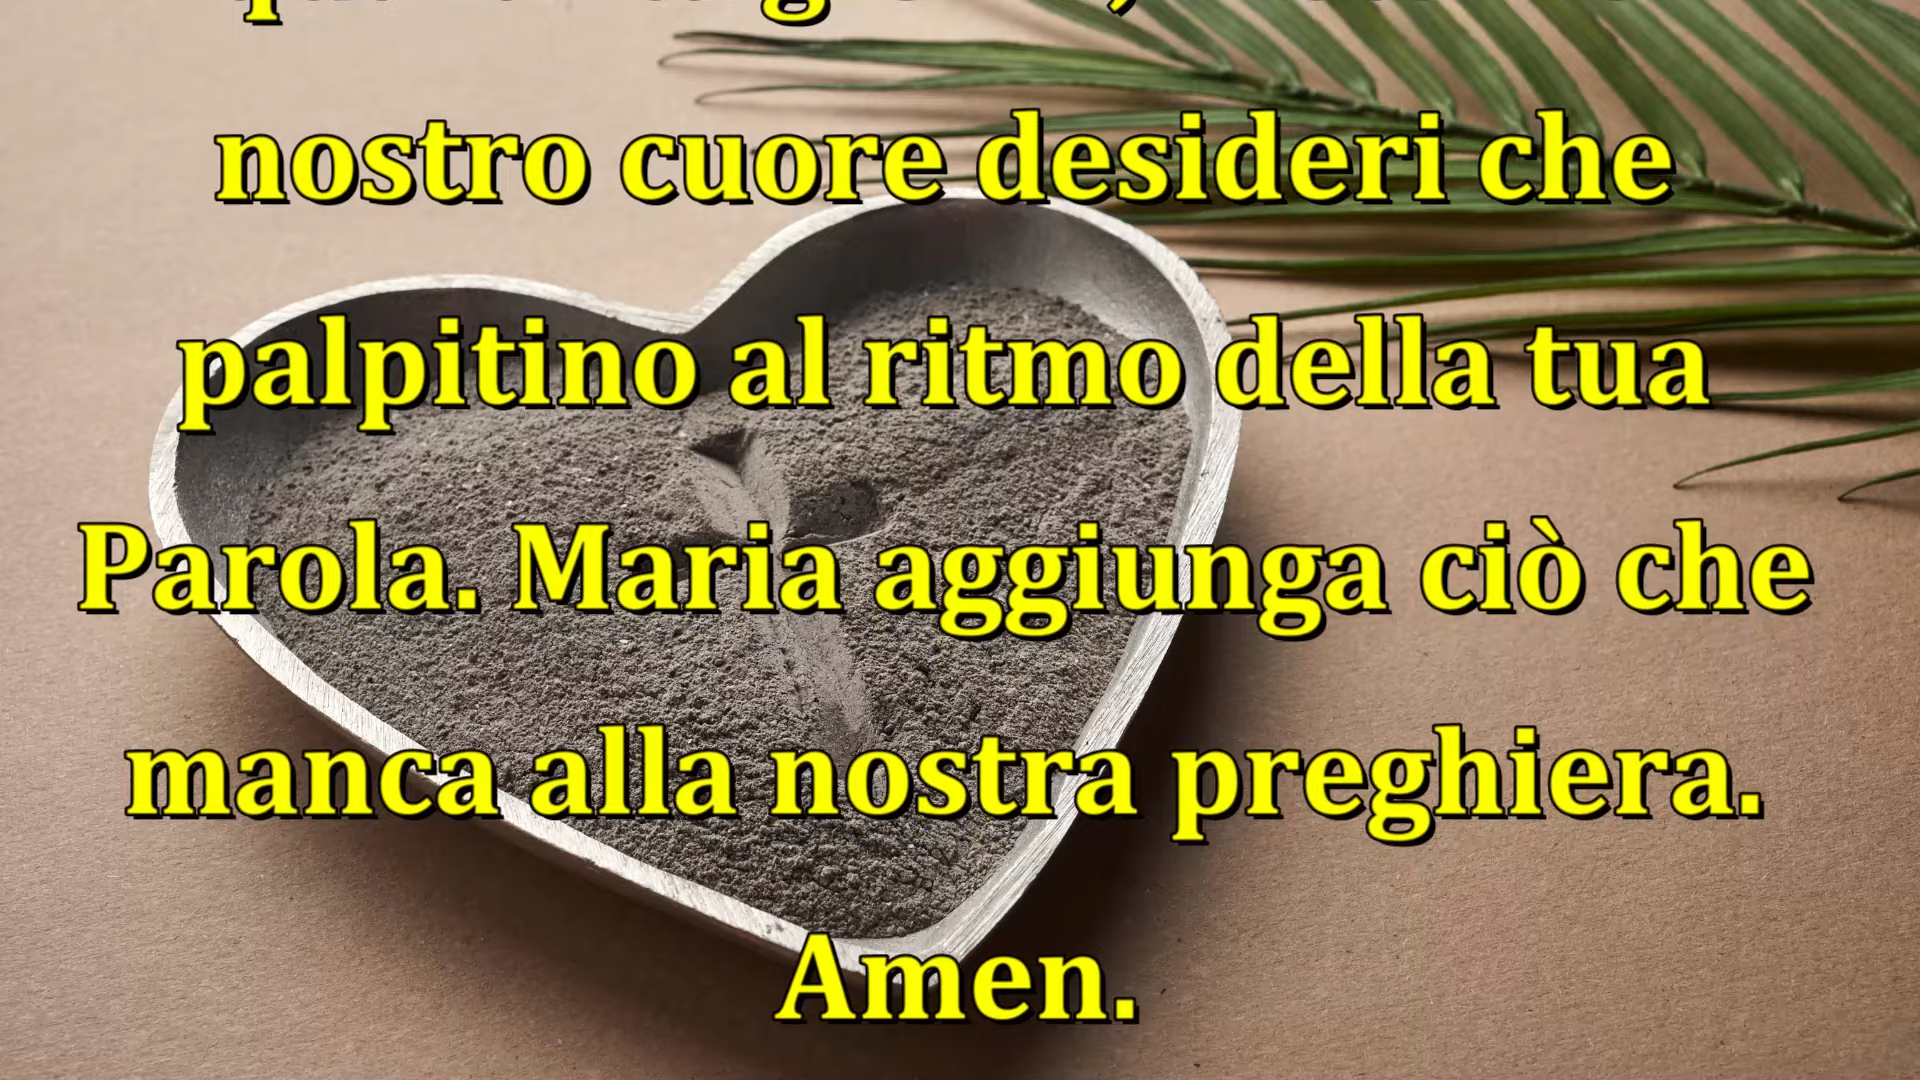 nostro cuore desideri che
palpitino al ritmo della tua
Parola. Maria aggiunga ciò che
manca alla nostra preghiera.
Amen.